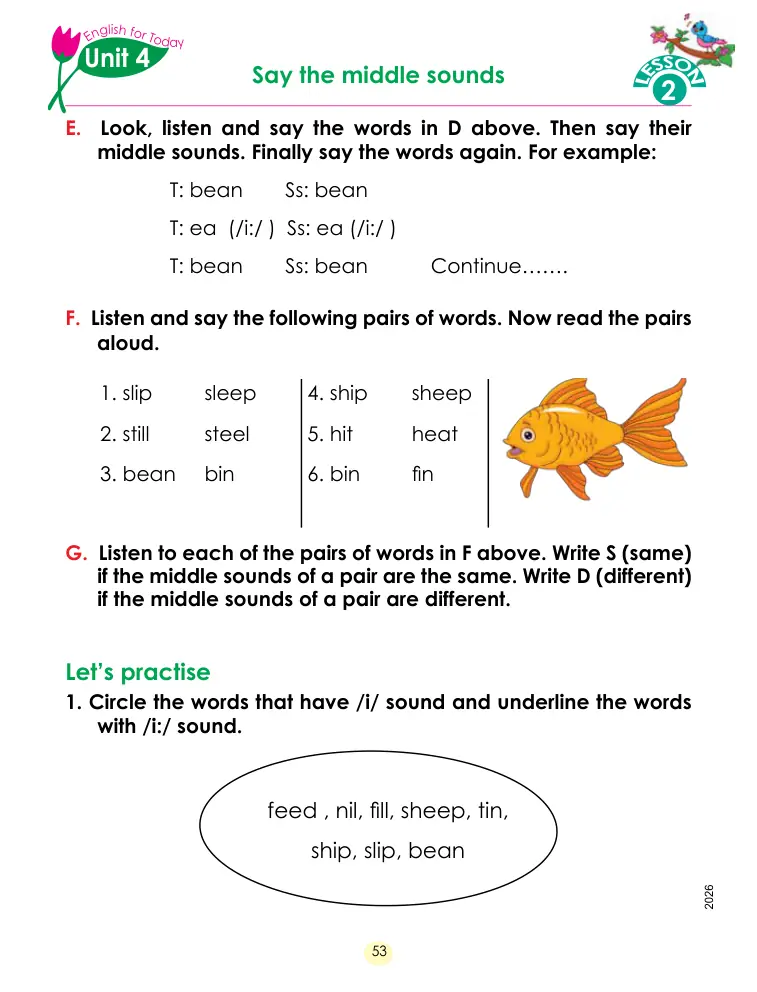 English for Today
Unit 4
Say the middle sounds
LESSON
2
E. Look, listen and say the words in D above. Then say their
middle sounds. Finally say the words again. For example:
T: bean Ss: bean
T: ea (/i:/ ) Ss: ea (/i:/ )
T: bean Ss: bean Continue…….
F. Listen and say the following pairs of words. Now read the pairs
aloud.
1. slip sleep 4. ship sheep
2. still steel 5. hit heat
3. bean bin 6. bin fin
G. Listen to each of the pairs of words in F above. Write S (same)
if the middle sounds of a pair are the same. Write D (different)
if the middle sounds of a pair are different.
Let’s practise
1. Circle the words that have /i/ sound and underline the words
with /i:/ sound.
feed , nil, fill, sheep, tin,
ship, slip, bean
2026
53